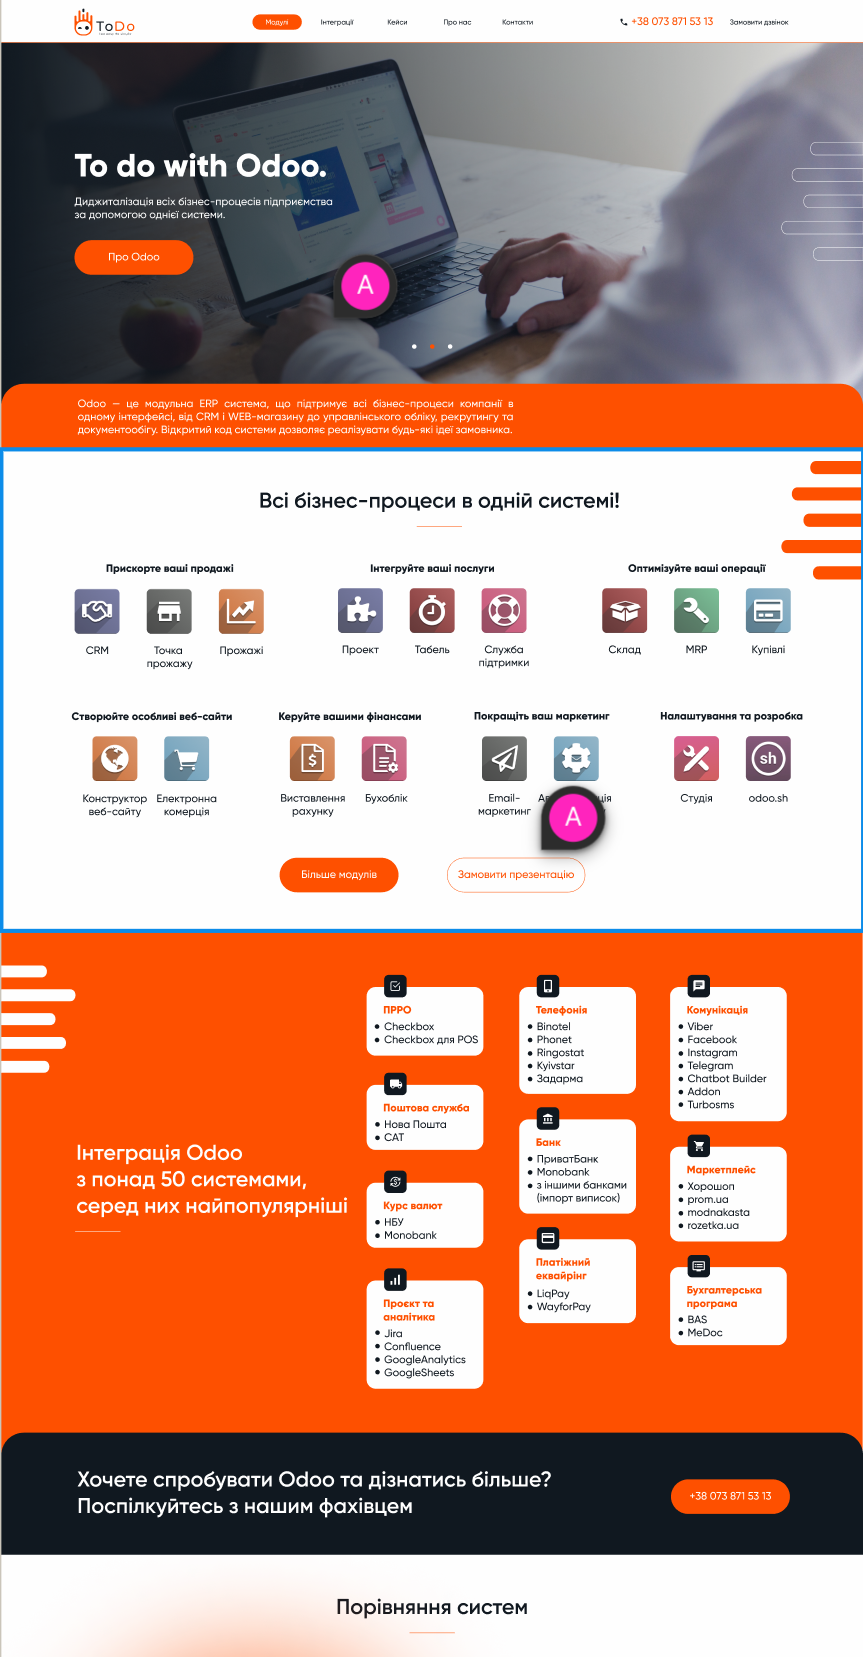 ToDo
Модулі
Інтеграції
Кейси
Про нас
Контакти
+38 073 871 53 13
Замовити дзвінок
To do with Odoo.
Диджиталізація всіх бізнес-процесів підприємства
за допомогою однієї системи.
Про Odoo
A
Odoo — це модульна ERP система, що підтримує всі бізнес-процеси компанії в
одному інтерфейсі, від CRM і WEB-магазину до управлінського обліку, рекрутингу та
документообігу. Відкритий код системи дозволяє реалізувати будь-які ідеї замовника.
Всі бізнес-процеси в одній системі!
Прискорте ваші продажі
CRM
Точка
прожажу
Прожажі
Інтегруйте ваші послуги
Проект
Табель
Служба
підтримки
Оптимізуйте ваші операції
Склад
MRP
Купівлі
Створюйте особливі веб-сайти
Конструктор
веб-сайту
Електронна
комерція
Керуйте вашими фінансами
$
Виставлення
рахунку
Бухоблік
Покращіть ваш маркетинг
Email-
маркетинг
A
Налаштування та розробка
Студія
sh
odoo.sh
Більше модулів
Замовити презентацію
Інтеграція Odoo
з понад 50 системами,
серед них найпопулярніші
ПРРО
Checkbox
Checkbox для POS
Поштова служба
Нова Пошта
САТ
Курс валют
НБУ
Monobank
Проєкт та
аналітика
Jira
Confluence
GoogleAnalytics
GoogleSheets
Телефонія
Binotel
Phonet
Ringostat
Kyivstar
Задарма
Банк
ПриватБанк
Monobank
з іншими банками
(імпорт виписок)
Платіжний
еквайрінг
LiqPay
WayforPay
Комунікація
Viber
Facebook
Instagram
Telegram
Chatbot Builder
Addon
Turbosms
Маркетплейс
Хорошоп
prom.ua
modnakasta
rozetka.ua
Бухгалтерська
програма
BAS
MeDoc
Хочете спробувати Odoo та дізнатись більше?
Поспілкуйтесь з нашим фахівцем
+38 073 871 53 13
Порівняння систем